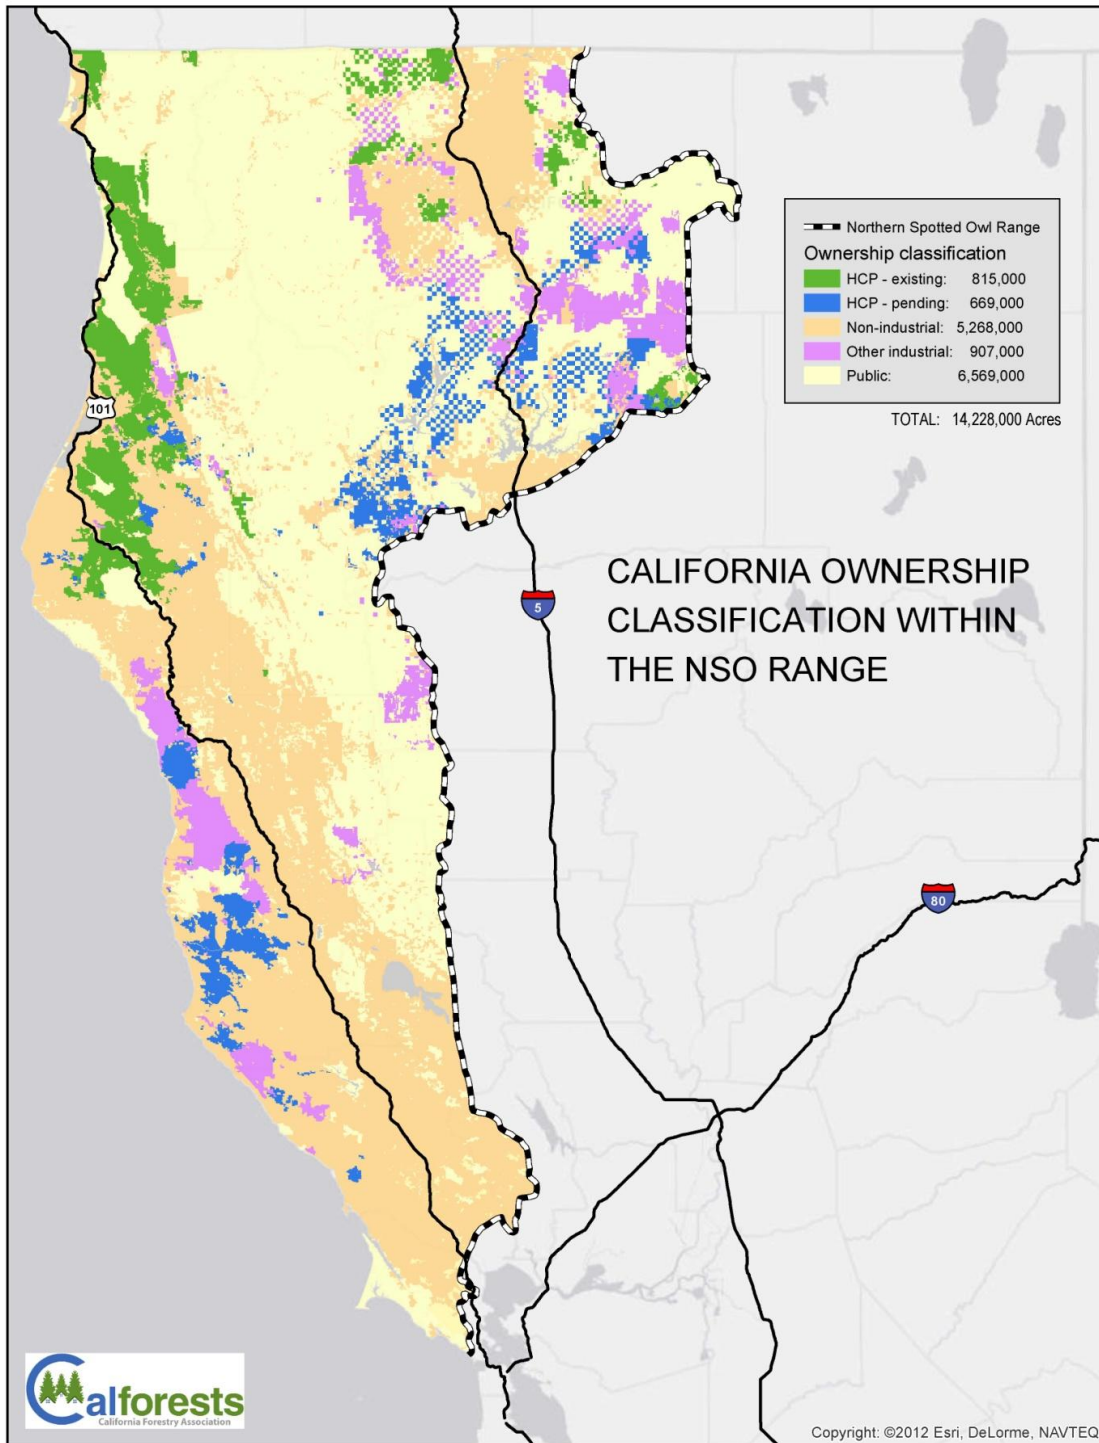 Northern Spotted Owl Range
Ownership classification
HCP - existing: 815,000
HCP - pending: 669,000
Non-industrial: 5,268,000
Other industrial: 907,000
Public: 6,569,000
TOTAL: 14,228,000 Acres
101
CALIFORNIA OWNERSHIP
CLASSIFICATION WITHIN
THE NSO RANGE
5
80
Calforests
California Forestry Association
Copyright: ©2012 Esri, DeLorme, NAVTEQ